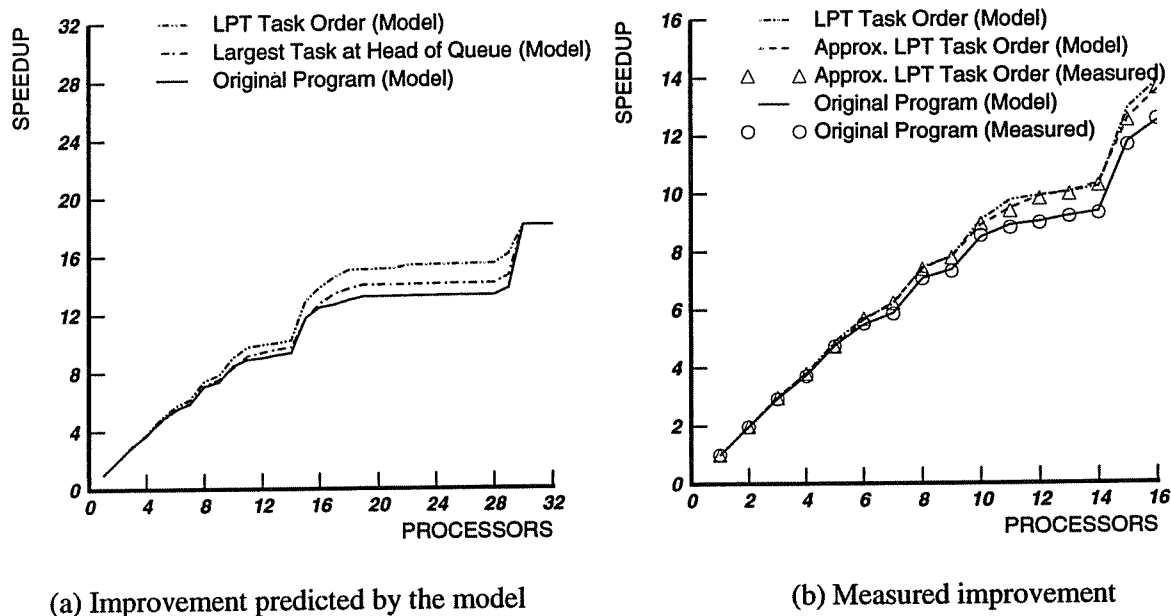 SPEEDUP
32
28
24
20
16
12
8
4
0
LPT Task Order (Model)
Largest Task at Head of Queue (Model)
Original Program (Model)
0 4 8 12 16 20 24 28 32
PROCESSORS
(a) Improvement predicted by the model
SPEEDUP
16
14
12
10
8
6
4
2
0
LPT Task Order (Model)
Approx. LPT Task Order (Model)
Approx. LPT Task Order (Measured)
Original Program (Model)
Original Program (Measured)
0 2 4 6 8 10 12 14 16
PROCESSORS
(b) Measured improvement